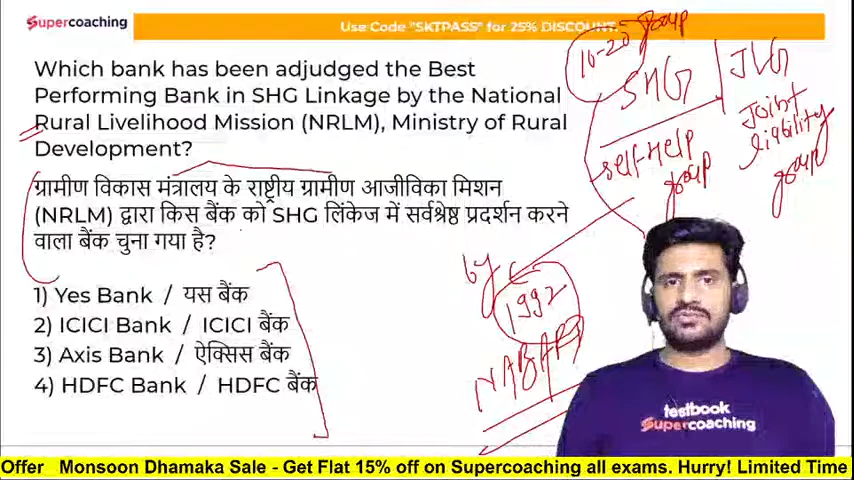 Supercoaching
Use Code "SKTPASS" for 25% DISCOUNT
Which bank has been adjudged the Best
Performing Bank in SHG Linkage by the National
Rural Livelihood Mission (NRLM), Ministry of Rural
Development?
ग्रामीण विकास मंत्रालय के राष्ट्रीय ग्रामीण आजीविका मिशन
(NRLM) द्वारा किस बैंक को SHG लिंकेज में सर्वश्रेष्ठ प्रदर्शन करने
वाला बैंक चुना गया है?
1) Yes Bank / यस बैंक
2) ICICI Bank / ICICI बैंक
3) Axis Bank / ऐक्सिस बैंक
4) HDFC Bank / HDFC बैंक
10-20 group
SHG
JLG
self-help
group
Joint
liability
group
by
1992
NABARD
testbook
Supercoaching
Offer Monsoon Dhamaka Sale - Get Flat 15% off on Supercoaching all exams. Hurry! Limited Time